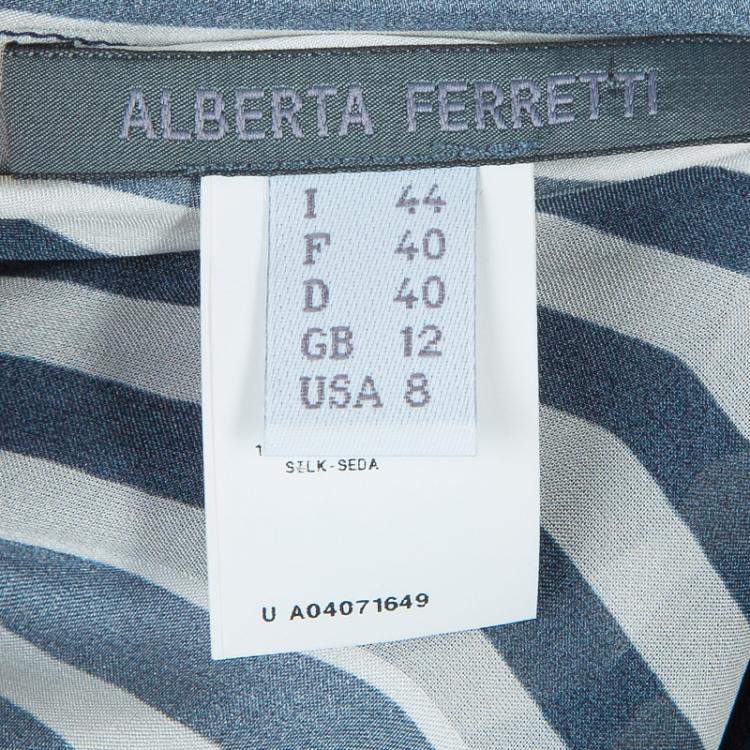 ALBERTA FERRETTI
I 44
F 40
D 40
GB 12
USA 8
SILK-SEDA
U A04071649